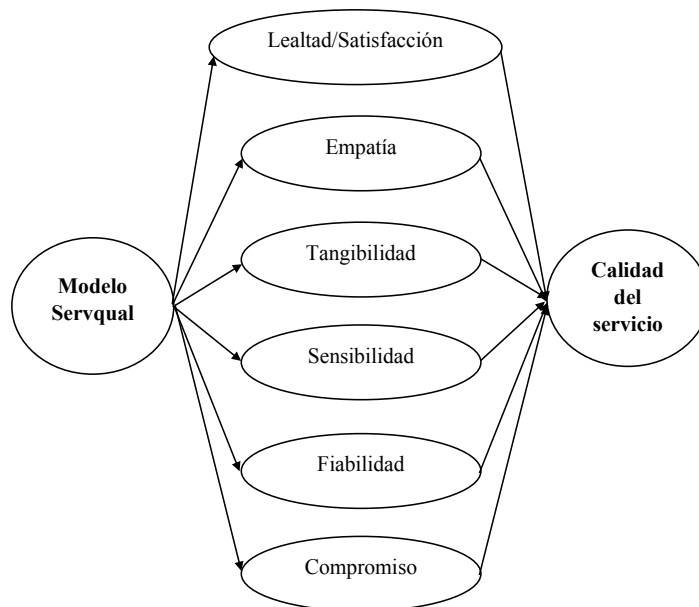 Lealtad/Satisfacción
Empatía
Tangibilidad
Modelo
Servqual
Calidad
del
servicio
Sensibilidad
Fiabilidad
Compromiso